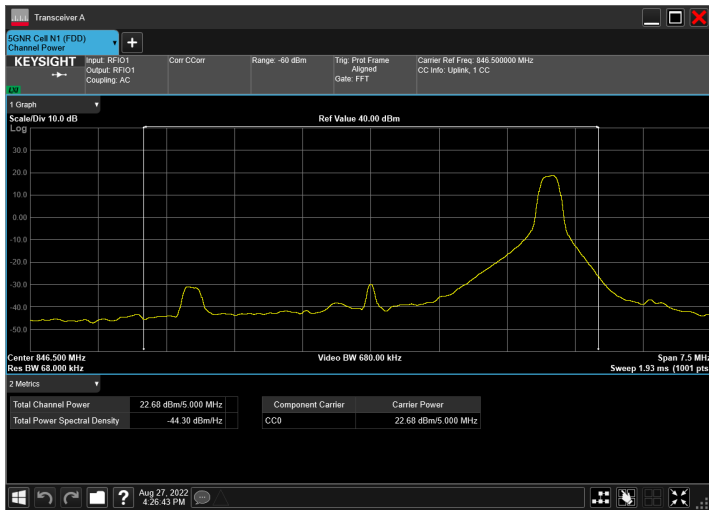 Transceiver A
5GNR Cell N1 (FDD)
Channel Power
KEYSIGHT
LXI
Input: RFIO1
Output: RFIO1
Coupling: AC
Corr CCorr
Range: -60 dBm
Trig: Prot Frame
Aligned
Gate: FFT
Carrier Ref Freq: 846.500000 MHz
CC Info: Uplink, 1 CC
1 Graph
Scale/Div 10.0 dB
Ref Value 40.00 dBm
Log
30.0
20.0
10.0
0.00
-10.0
-20.0
-30.0
-40.0
-50.0
Center 846.500 MHz
Video BW 680.00 kHz
Span 7.5 MHz
Res BW 68.000 kHz
Sweep 1.93 ms (1001 pts
2 Metrics
Total Channel Power 22.68 dBm/5.000 MHz
Total Power Spectral Density -44.30 dBm/Hz
Component Carrier Carrier Power
CC0 22.68 dBm/5.000 MHz
Aug 27, 2022
4:26:43 PM